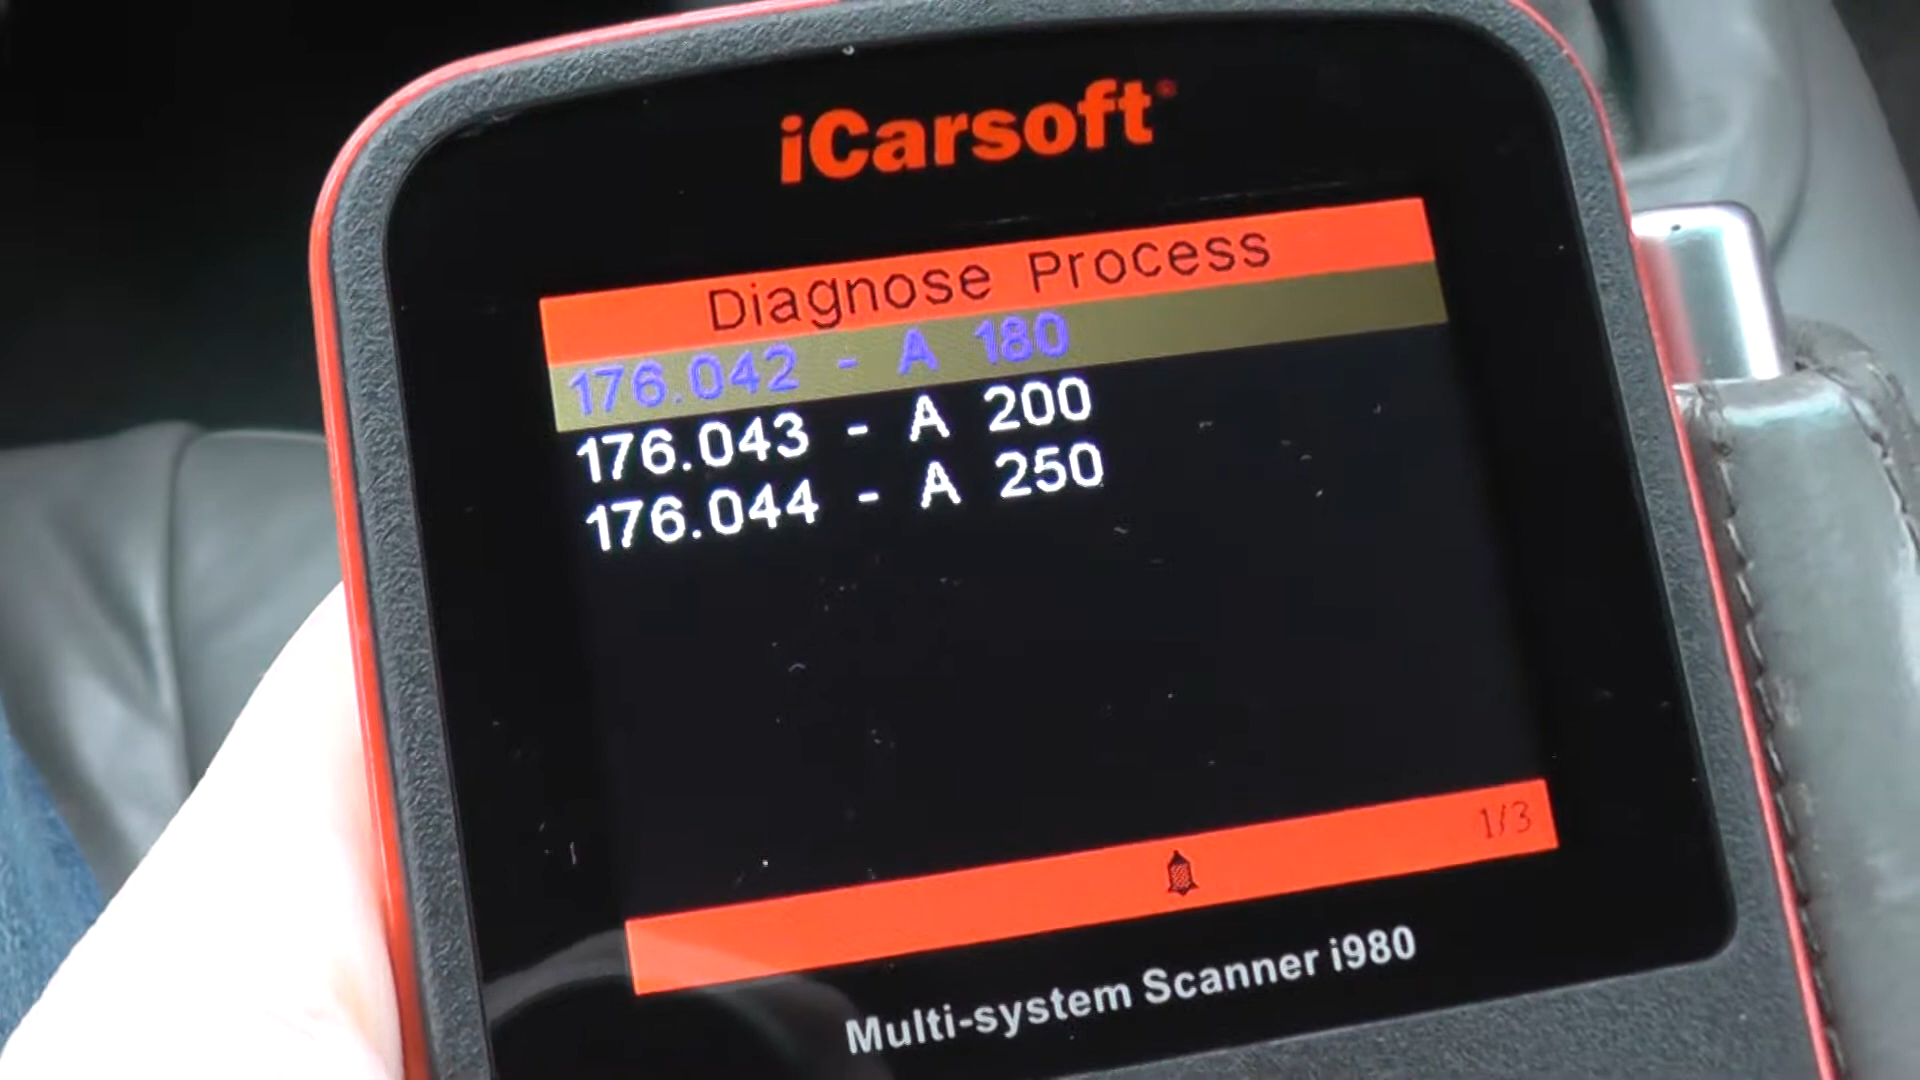 iCarsoft®
Diagnose Process
176.042 - A 180
176.043 - A 200
176.044 - A 250
1/3
Multi-system Scanner i980